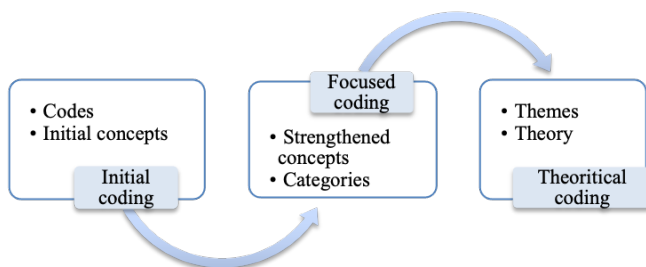 • Codes
• Initial concepts
Initial
coding
Focused
coding
• Strengthened
concepts
• Categories
• Themes
• Theory
Theoritical
coding